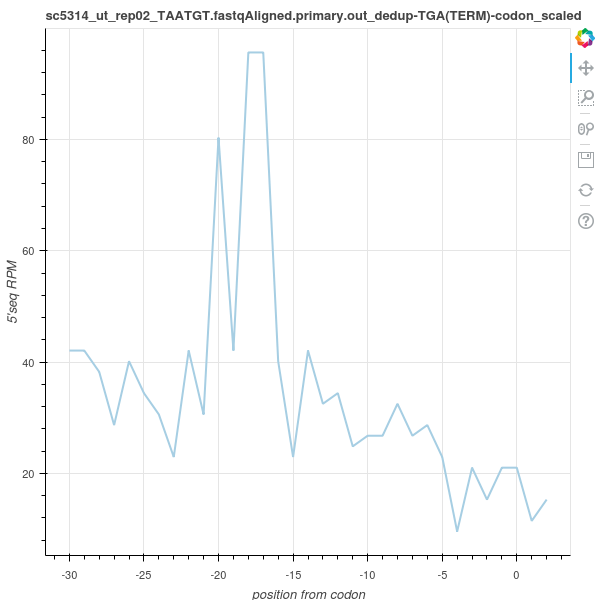 sc5314_ut_rep02_TAATGT.fastqAligned.primary.out_dedup-TGA(TERM)-codon_scaled
80
60
40
20
5'seq RPM
-30 -25 -20 -15 -10 -5 0
position from codon